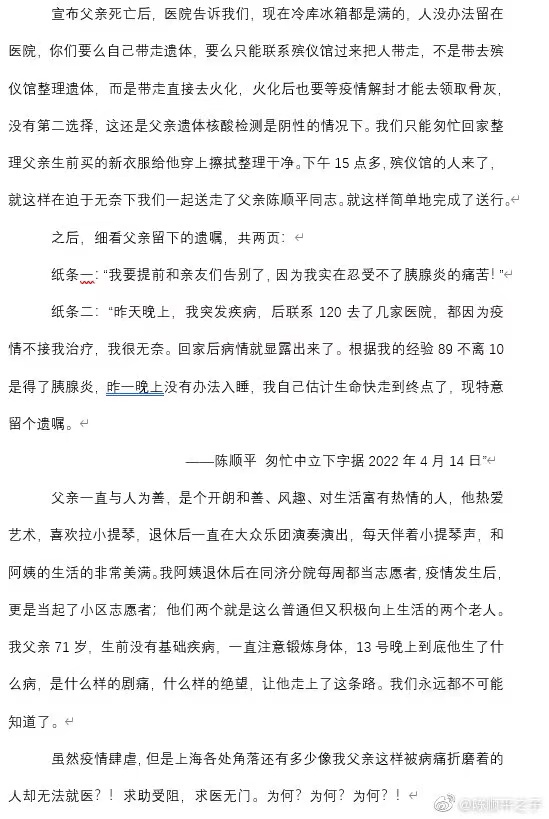 宣布父亲死亡后，医院告诉我们，现在冷库冰箱都是满的，人没办法留在
医院，你们要么自己带走遗体，要么只能联系殡仪馆过来把人带走，不是带去殡
仪馆整理遗体，而是带走直接去火化，火化后也要等疫情解封才能去领取骨灰，
没有第二选择，这还是父亲遗体核酸检测是阴性的情况下。我们只能匆忙回家整
理父亲生前买的新衣服给他穿上擦拭整理干净。下午 15 点多，殡仪馆的人来了，
就这样在迫于无奈下我们一起送走了父亲陈顺平同志。就这样简单地完成了送行。
之后，细看父亲留下的遗嘱，共两页：
纸条一：“我要提前和亲友们告别了，因为我实在忍受不了胰腺炎的痛苦！”
纸条二：“昨天晚上，我突发疾病，后联系 120 去了几家医院，都因为疫
情不接我治疗，我很无奈。回家后病情就显露出来了。根据我的经验 89 不离 10
是得了胰腺炎，昨一晚上没有办法入睡，我自己估计生命快走到终点了，现特意
留个遗嘱。
——陈顺平 匆忙中立下字据 2022 年 4 月 14 日”
父亲一直与人为善，是个开朗和善、风趣、对生活富有热情的人，他热爱
艺术，喜欢拉小提琴，退休后一直在大众乐团演奏演出，每天伴着小提琴声，和
阿姨的生活的非常美满。我阿姨退休后在同济分院每周都当志愿者，疫情发生后，
更是当起了小区志愿者；他们两个就是这么普通但又积极向上生活的两个老人。
我父亲 71 岁，生前没有基础疾病，一直注意锻炼身体，13 号晚上到底他生了什
么病，是什么样的剧痛，什么样的绝望，让他走上了这条路。我们永远都不可能
知道了。
虽然疫情肆虐，但是上海各处角落还有多少像我父亲这样被病痛折磨着的
人却无法就医？！求助受阻，求医无门。为何？为何？为何？！
@陈顺平之子